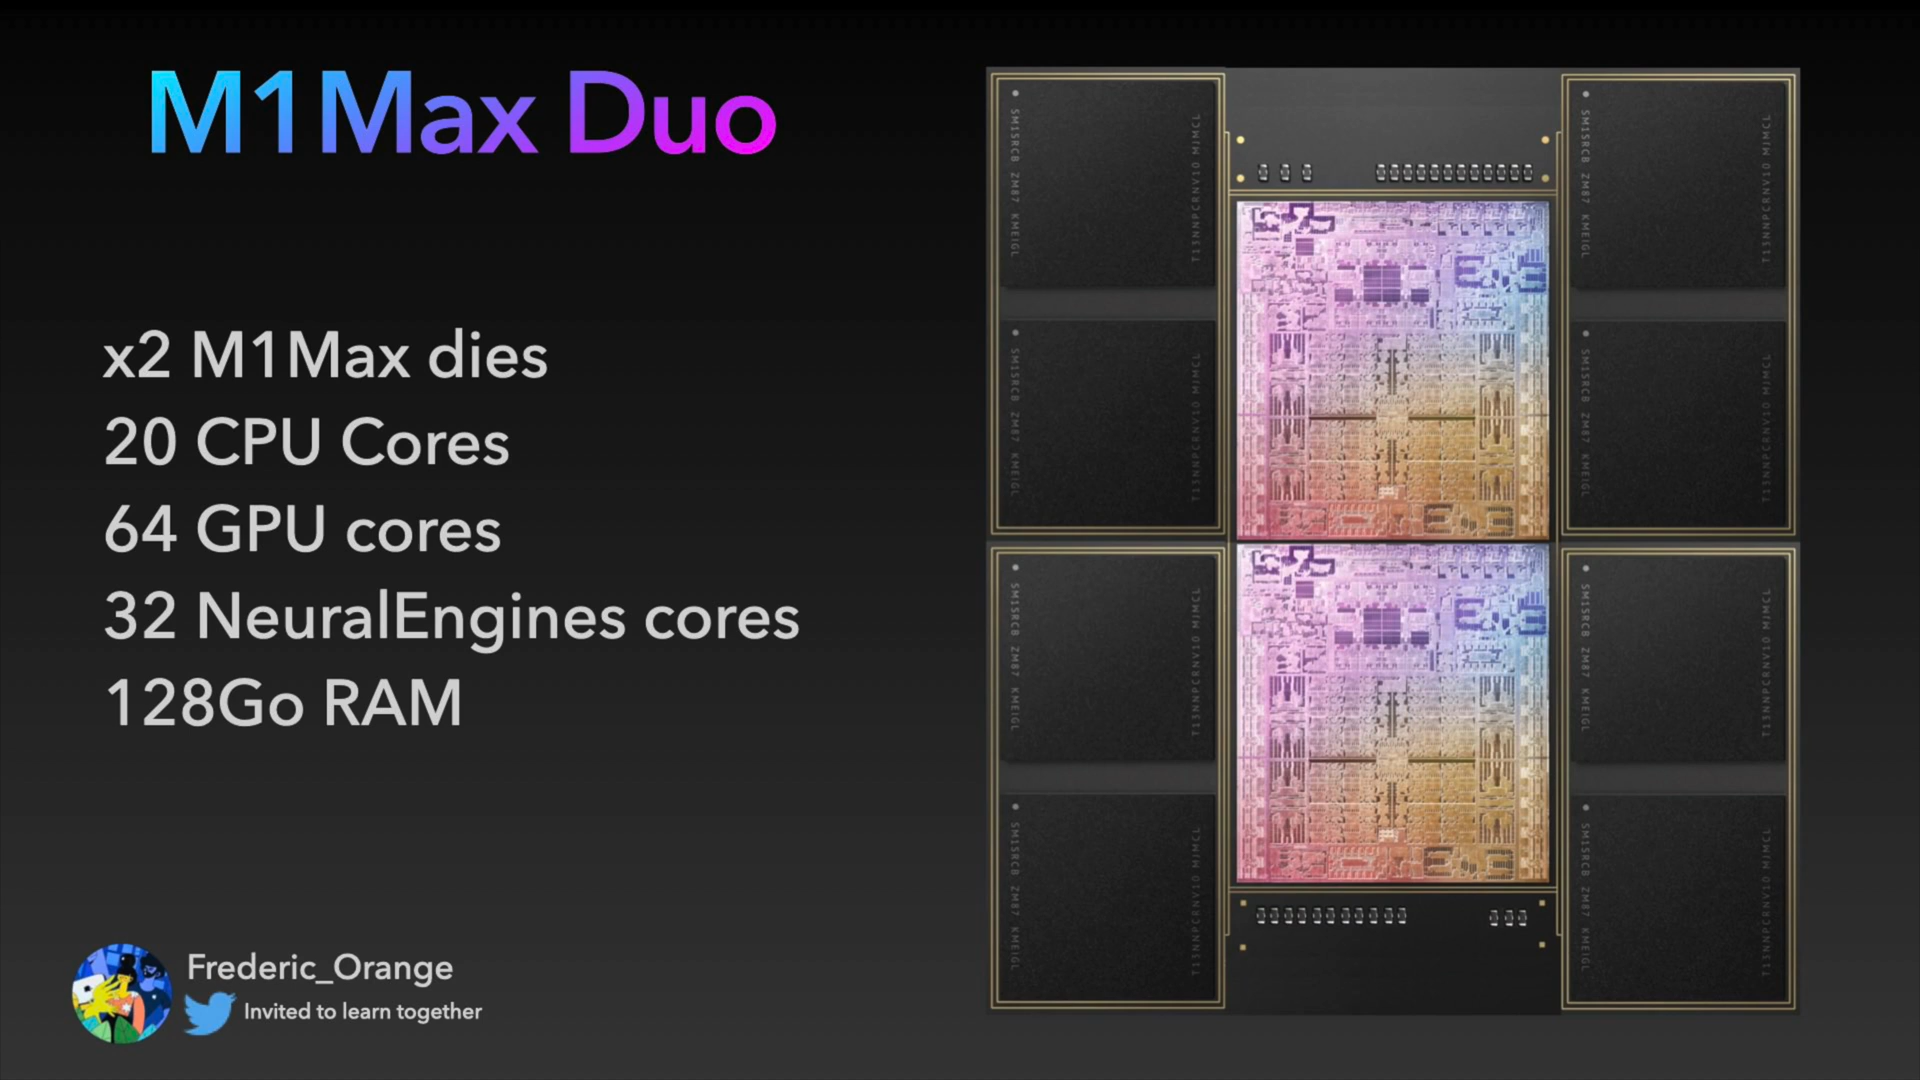 M1Max Duo
x2 M1Max dies
20 CPU Cores
64 GPU cores
32 NeuralEngines cores
128Go RAM
Frederic_Orange
Invited to learn together